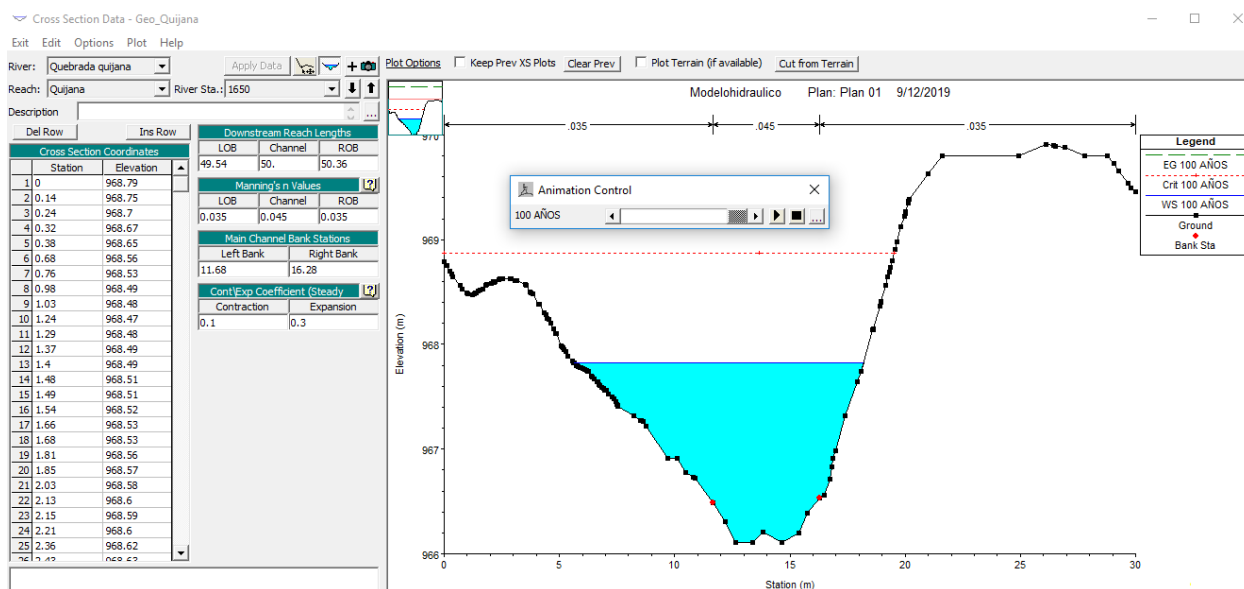 Cross Section Data - Geo_Quijana
Exit Edit Options Plot Help
River: Quebrada quijana Apply Data
Plot Options Keep Prev XS Plots Clear Prev Plot Terrain (if available) Cut from Terrain
Reach: Quijana River Sta.: 1650
Description ...
Del Row Ins Row
Cross Section Coordinates
Station Elevation
1 0 968.79
2 0.14 968.75
3 0.24 968.7
4 0.32 968.67
5 0.38 968.65
6 0.68 968.56
7 0.76 968.53
8 0.98 968.49
9 1.03 968.48
10 1.24 968.47
11 1.29 968.48
12 1.37 968.49
13 1.4 968.49
14 1.48 968.51
15 1.49 968.51
16 1.54 968.52
17 1.66 968.53
18 1.68 968.53
19 1.81 968.56
20 1.85 968.57
21 2.03 968.58
22 2.13 968.6
23 2.15 968.59
24 2.21 968.6
25 2.36 968.62
Downstream Reach Lengths
LOB Channel ROB
49.54 50. 50.36
Manning's n Values ?
LOB Channel ROB
0.035 0.045 0.035
Main Channel Bank Stations
Left Bank Right Bank
11.68 16.28
Cont\Exp Coefficient (Steady ?
Contraction Expansion
0.1 0.3
Modelohidraulico Plan: Plan 01 9/12/2019
.035 .045 .035
Animation Control
100 AÑOS ...
Elevation (m)
970
969
968
967
966
0 5 10 15 20 25 30
Station (m)
Legend
EG 100 AÑOS
Crit 100 AÑOS
WS 100 AÑOS
Ground
Bank Sta